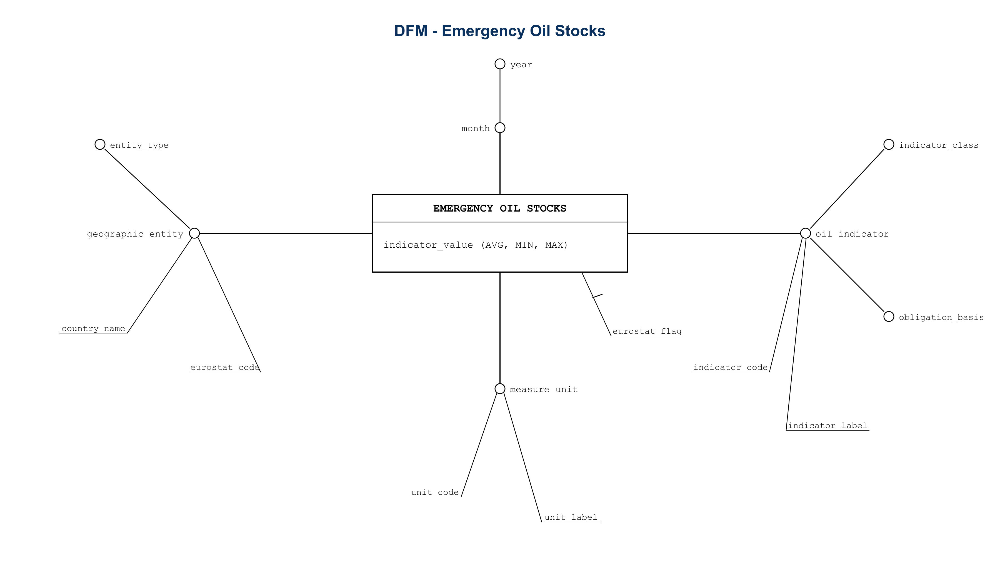 DFM - Emergency Oil Stocks
year
month
entity_type
indicator_class
EMERGENCY OIL STOCKS
geographic entity
oil indicator
indicator_value (AVG, MIN, MAX)
obligation_basis
country name
eurostat flag
eurostat code
indicator code
measure unit
indicator label
unit code
unit label